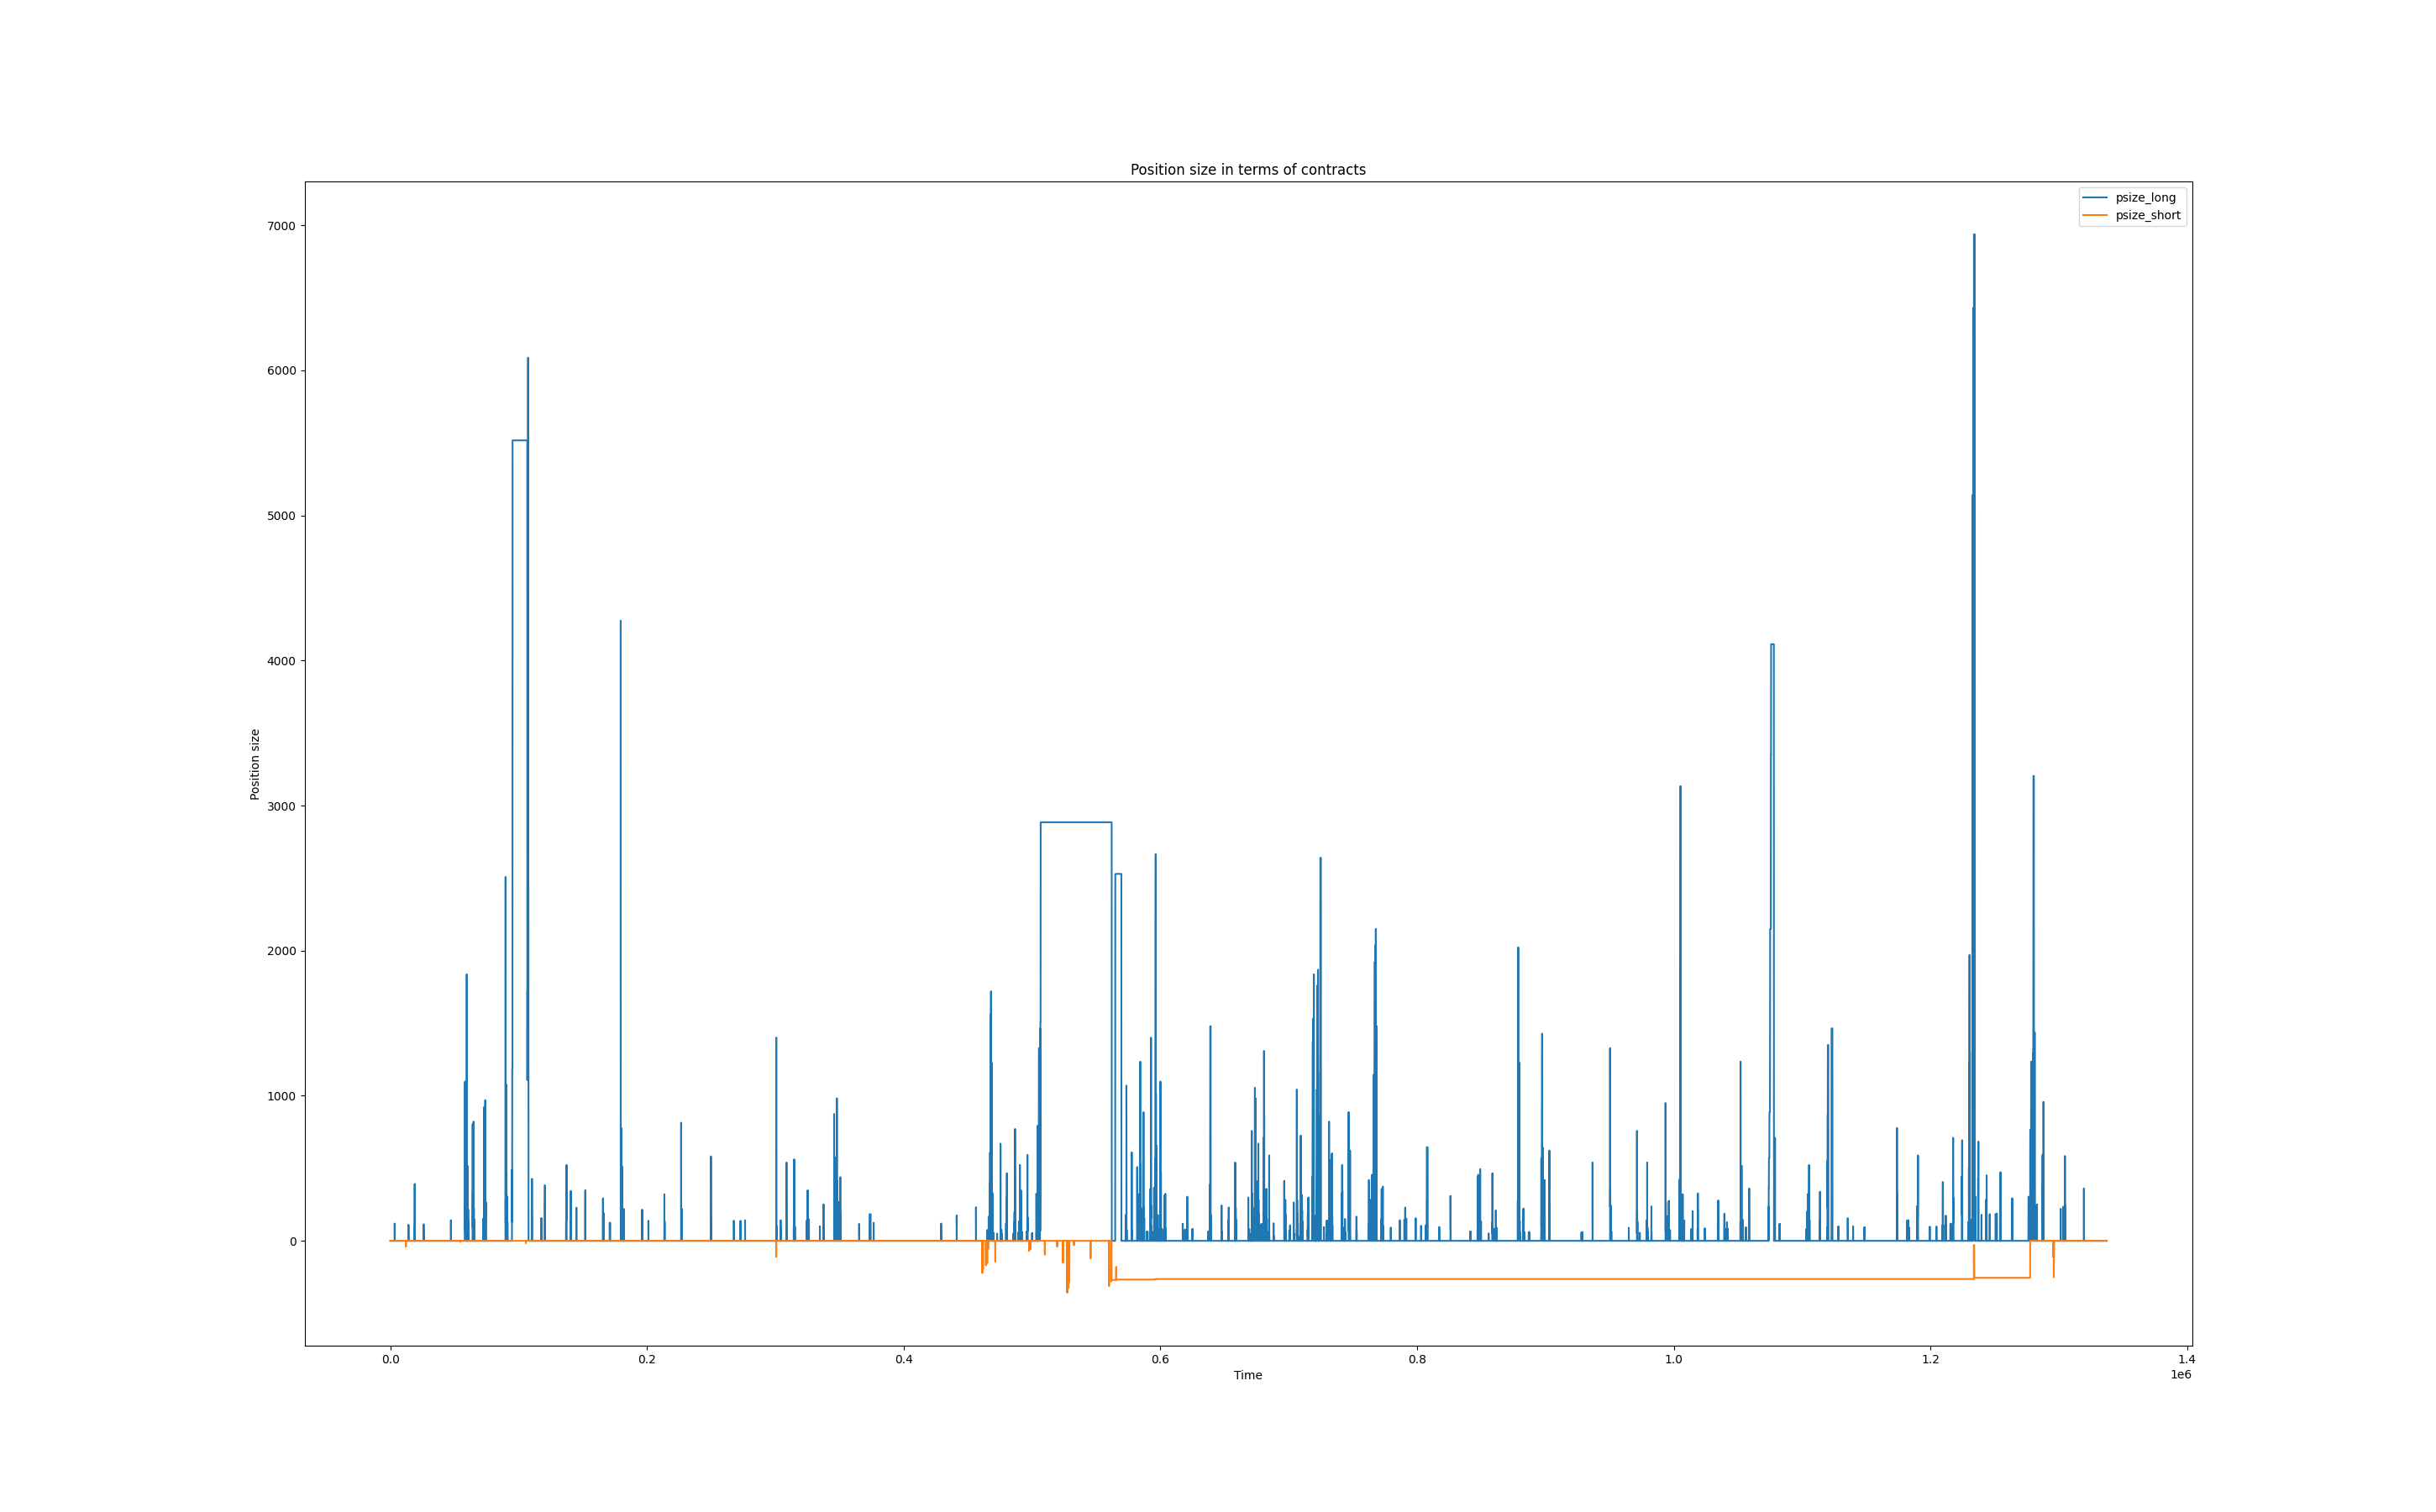 Position size in terms of contracts
psize_long
psize_short
7000
6000
5000
4000
3000
2000
1000
0
Position size
0.0 0.2 0.4 0.6 0.8 1.0 1.2 1.4
Time
1e6